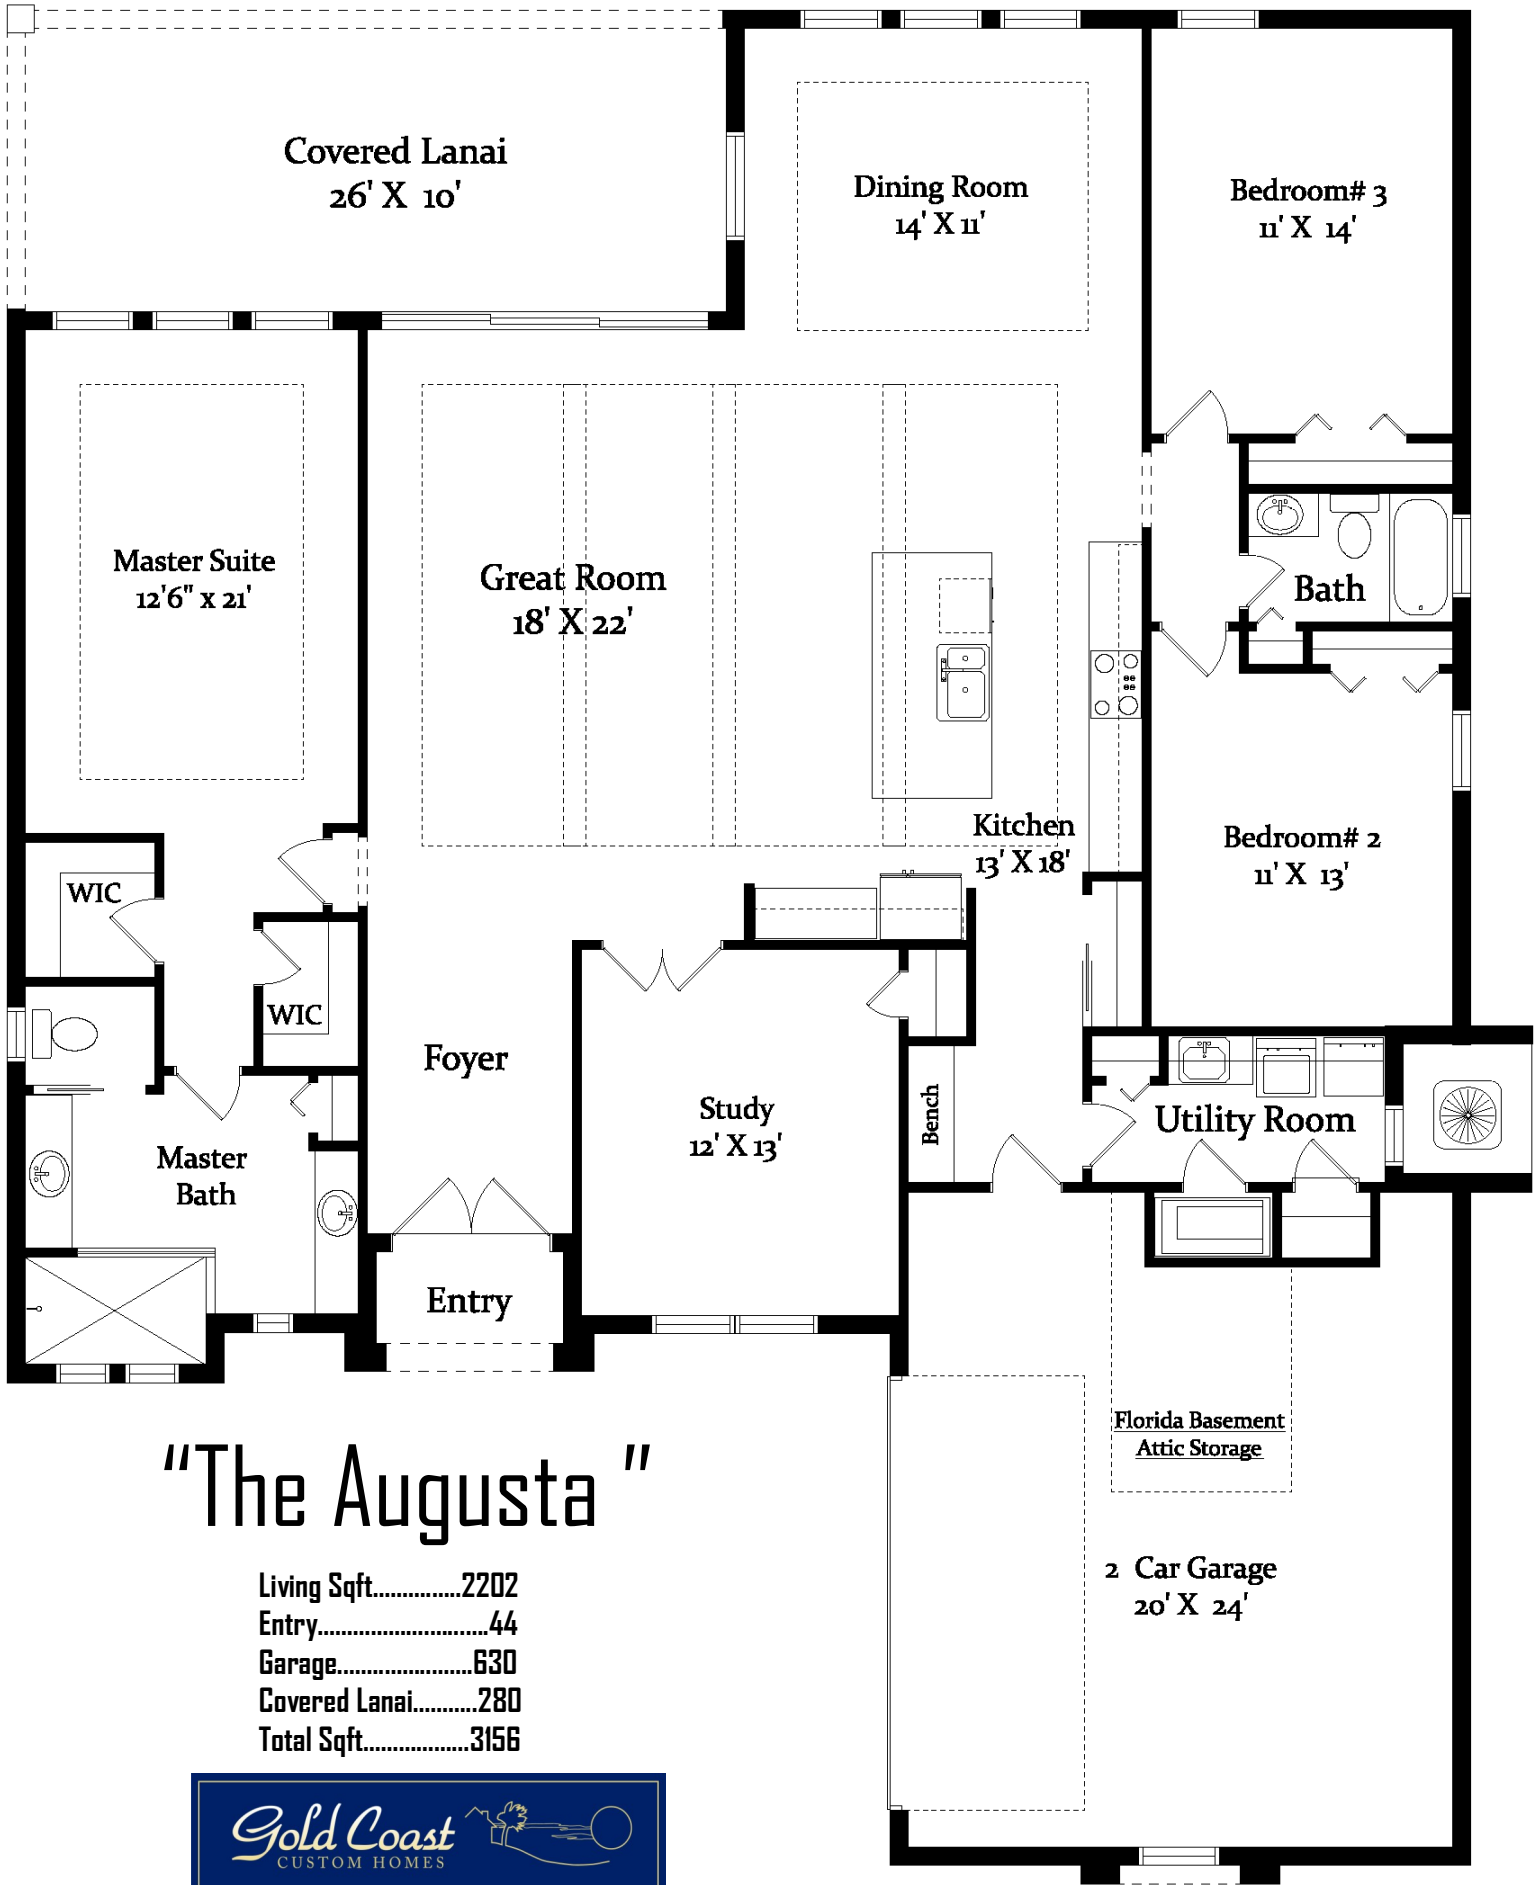 Covered Lanai
26' X 10'
Dining Room
14' X 11'
Bedroom# 3
11' X 14'
Master Suite
12'6" x 21'
Great Room
18' X 22'
Bath
Kitchen
13' X 18'
Bedroom# 2
11' X 13'
WIC
WIC
Foyer
Study
12' X 13'
Bench
Utility Room
Master
Bath
Entry
Florida Basement
Attic Storage
2 Car Garage
20' X 24'
“The Augusta ”
Living Sqft...............2202
Entry.............................44
Garage.......................630
Covered Lanai...........280
Total Sqft..................3156
Gold Coast
CUSTOM HOMES